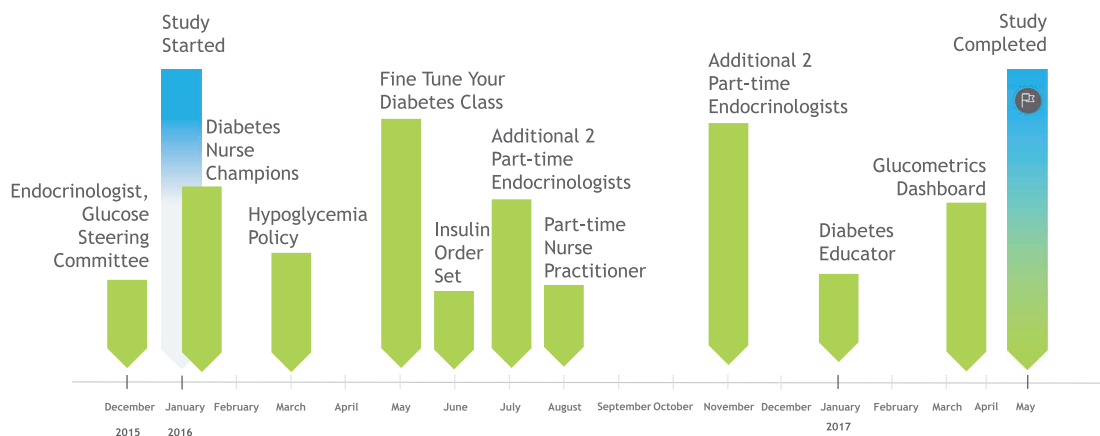 Study
Started
Study
Completed
Additional 2
Part-time
Endocrinologists
Fine Tune Your
Diabetes Class
Diabetes
Nurse
Champions
Additional 2
Part-time
Endocrinologists
Glucometrics
Dashboard
Endocrinologist,
Glucose
Steering
Committee
Hypoglycemia
Policy
Insulin
Order
Set
Part-time
Nurse
Practitioner
Diabetes
Educator
December January February March April May June July August September October November December January February March April May
2015 2016 2017